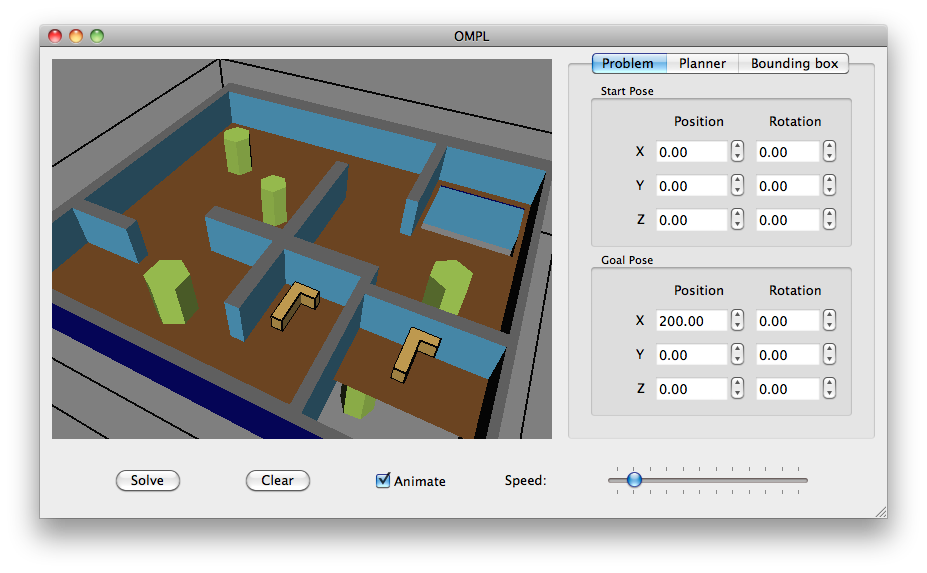 OMPL
Problem Planner Bounding box
Start Pose
Position Rotation
X 0.00 0.00
Y 0.00 0.00
Z 0.00 0.00
Goal Pose
Position Rotation
X 200.00 0.00
Y 0.00 0.00
Z 0.00 0.00
Solve Clear Animate Speed: